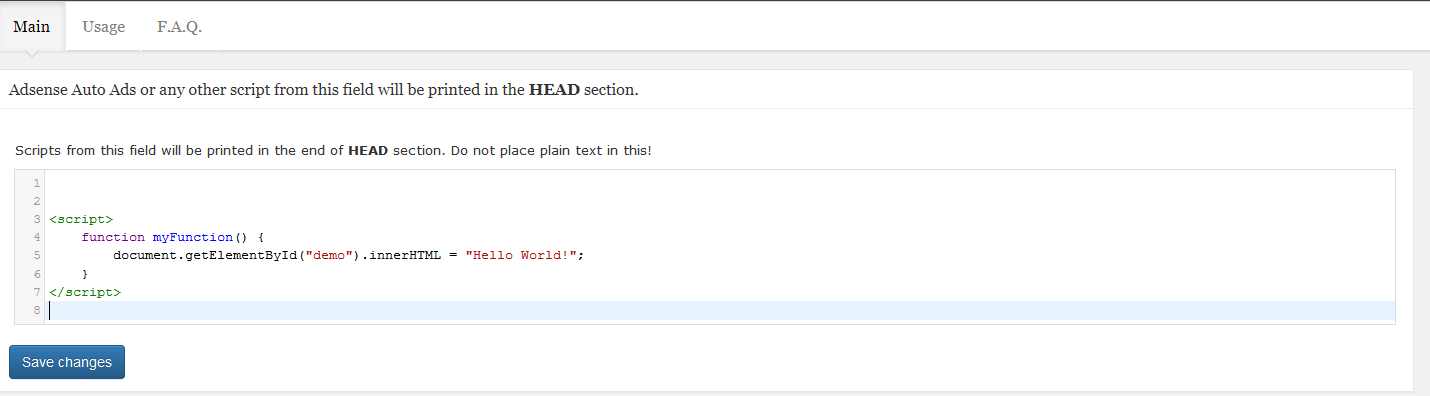 Main Usage F.A.Q.
Adsense Auto Ads or any other script from this field will be printed in the HEAD section.
Scripts from this field will be printed in the end of HEAD section. Do not place plain text in this!
1
2
3 <script>
4     function myFunction() {
5         document.getElementById("demo").innerHTML = "Hello World!";
6     }
7 </script>
8
Save changes